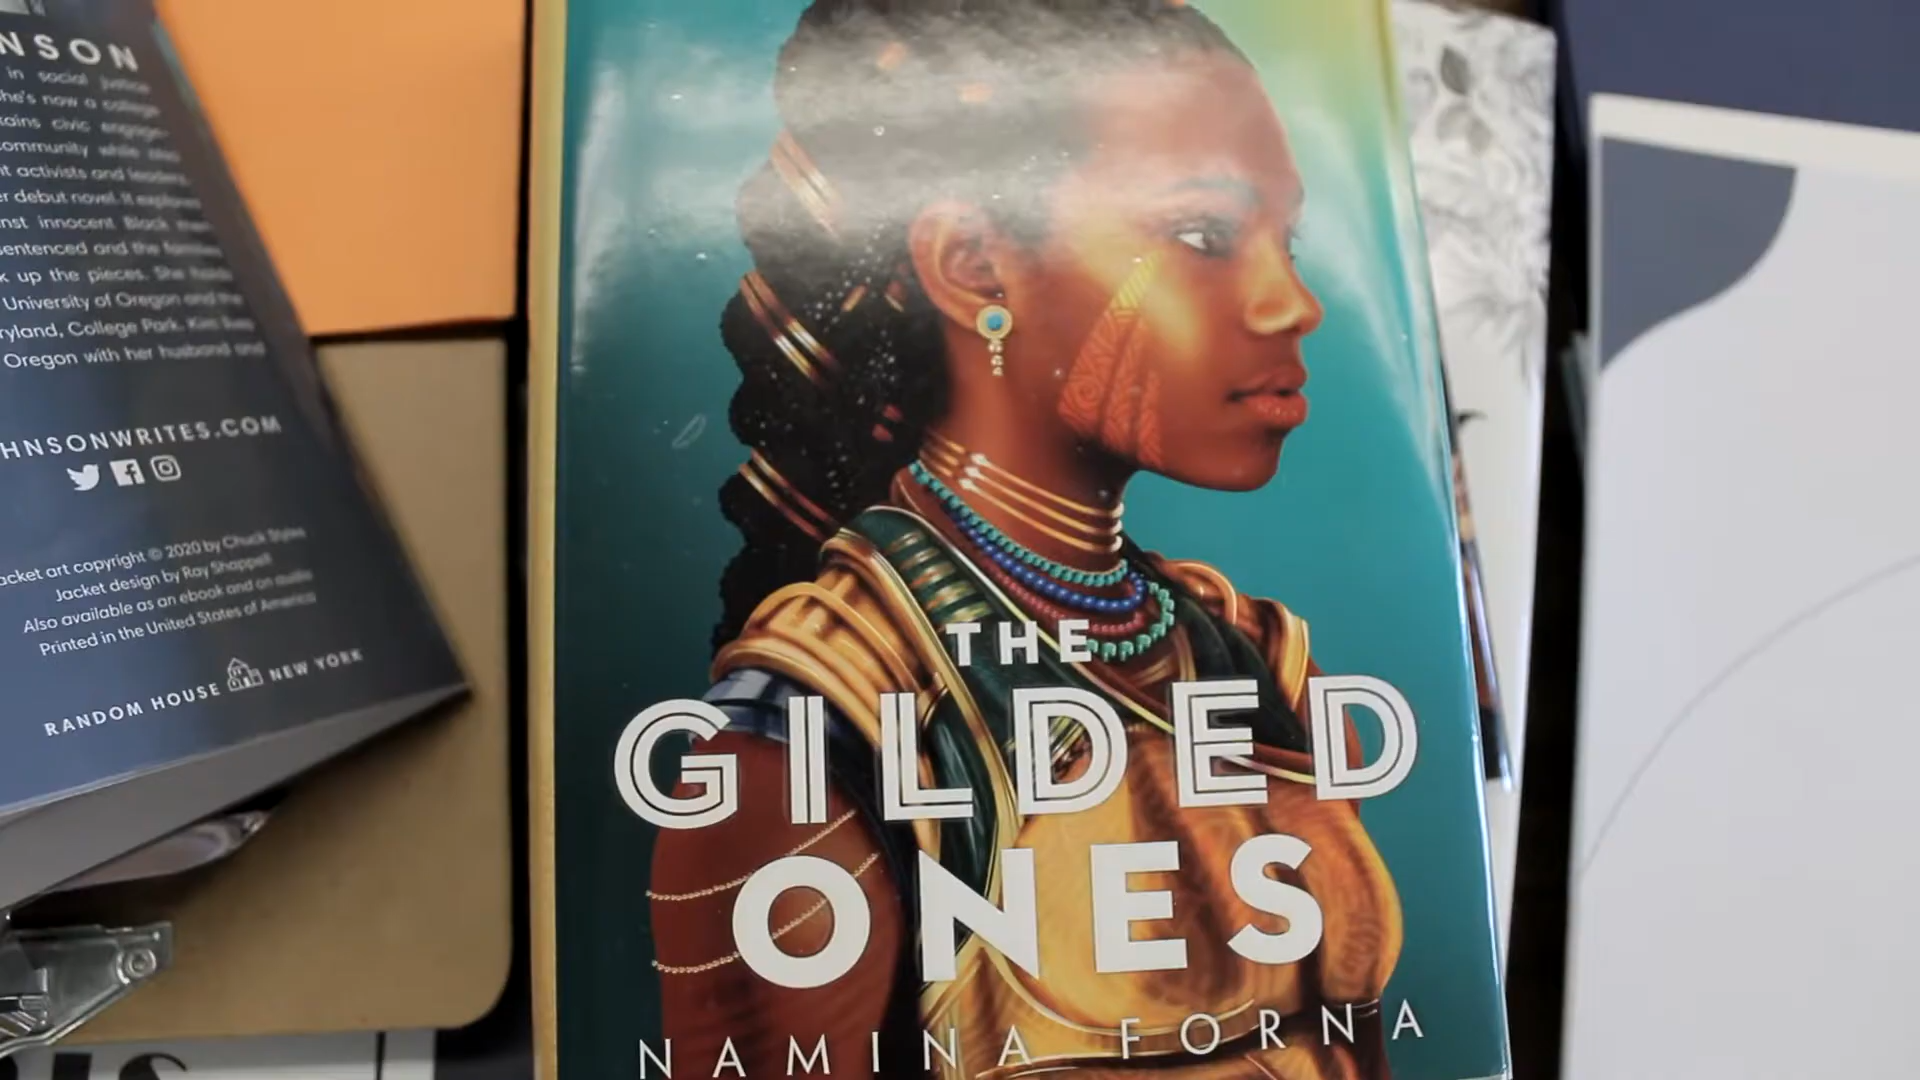 NSON
in social justice
she's now a college
tains civic engage-
community while also
nt activists and leaders.
er debut novel. It explores
inst innocent Black men
sentenced and the families
k up the pieces. She holds
University of Oregon and the
ryland, College Park. Kim lives
Oregon with her husband and
HNSONWRITES.COM
acket art copyright © 2020 by Chuck Styles
Jacket design by Ray Shappell
Also available as an ebook and on audio
Printed in the United States of America
RANDOM HOUSE NEW YORK
THE
GILDED
ONES
NAMINA FORNA